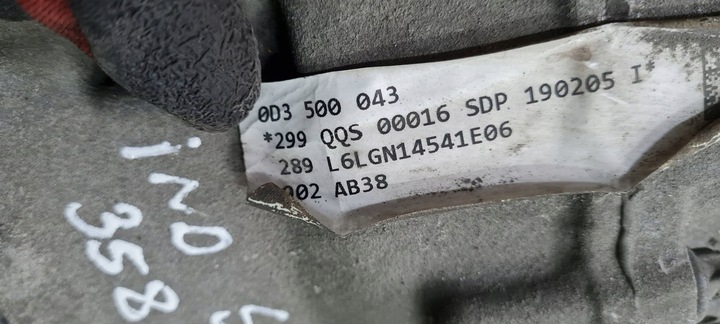 0D3 500 043
*299 QQS 00016 SDP 190205 I*
289 L6LGN14541E06
002 AB38
iNO
358